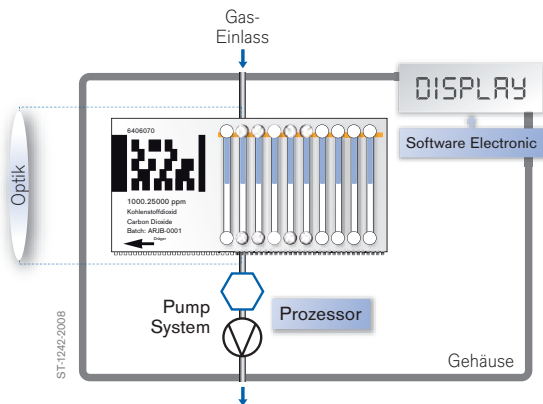 Gas-
Einlass
DISPLAY
Software Electronic
Optik
6406070
1000.25000 ppm
Kohlenstoffdioxid
Carbon Dioxide
Batch: ARJB-0001
Dräger
Pump
System
Prozessor
Gehäuse
ST-1242-2008